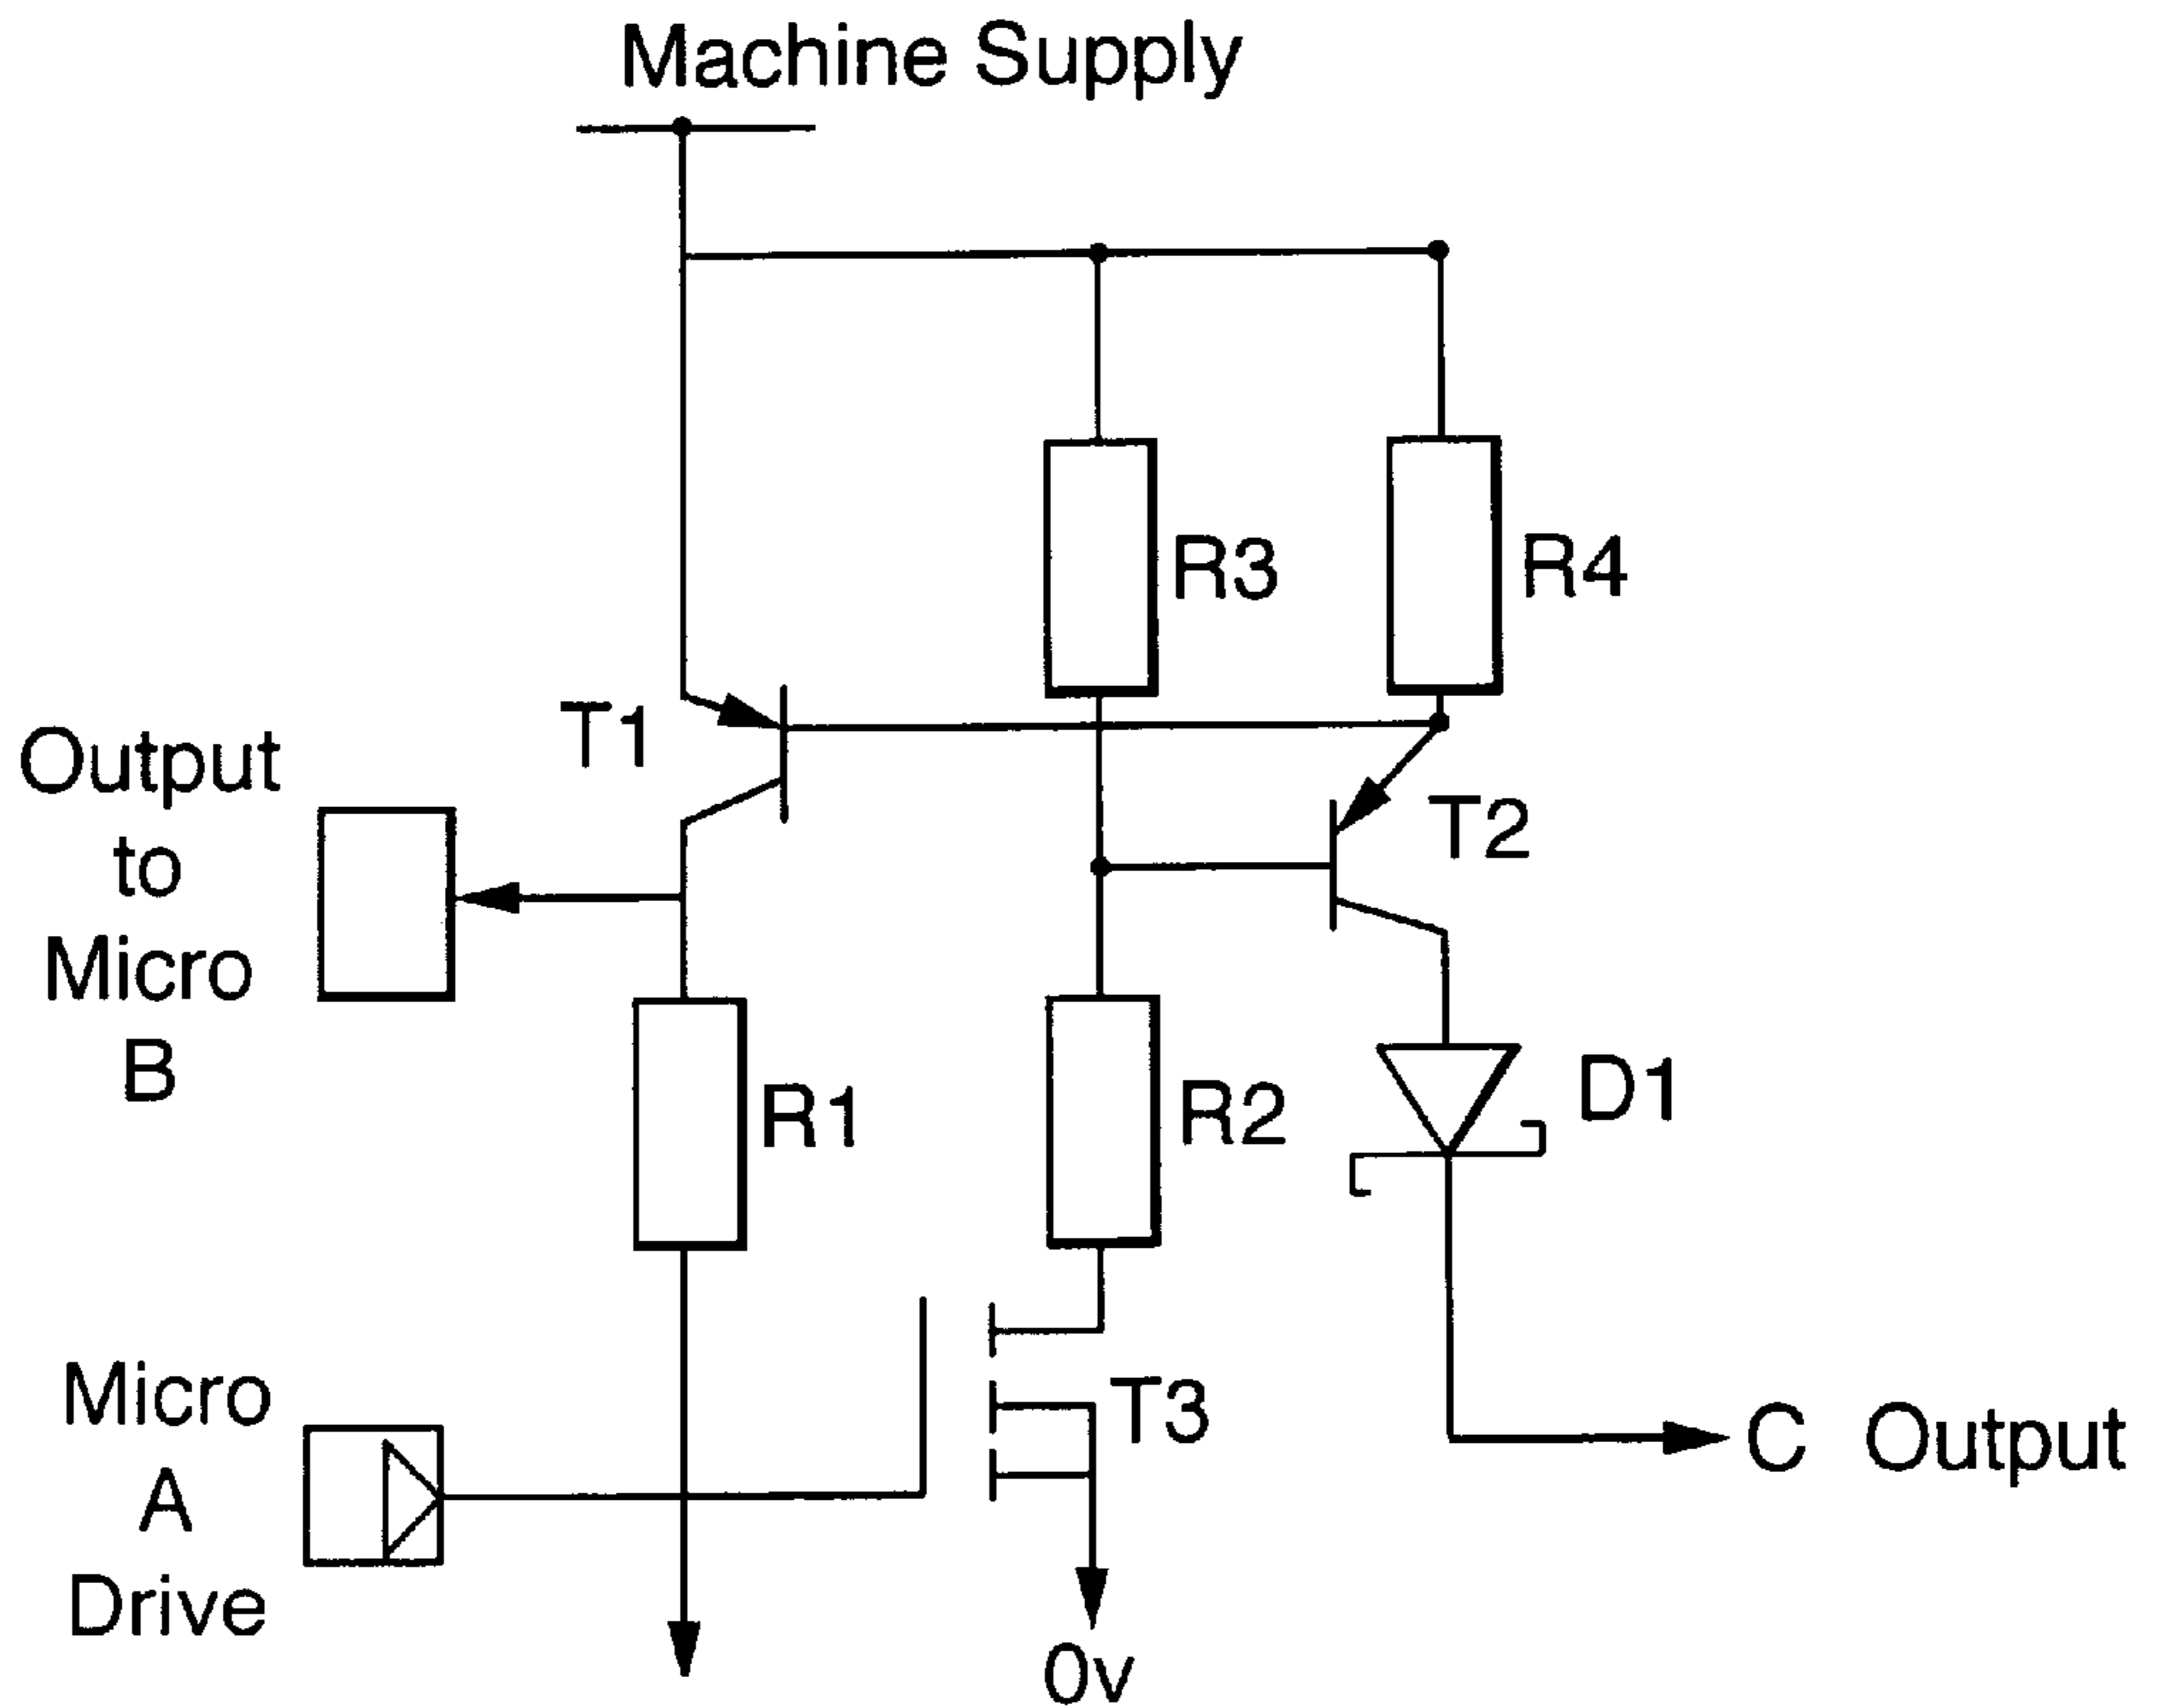 Machine Supply
R3
R4
T1
Output
to
Micro
B
T2
R1
R2
D1
Micro
A
Drive
T3
C Output
0v